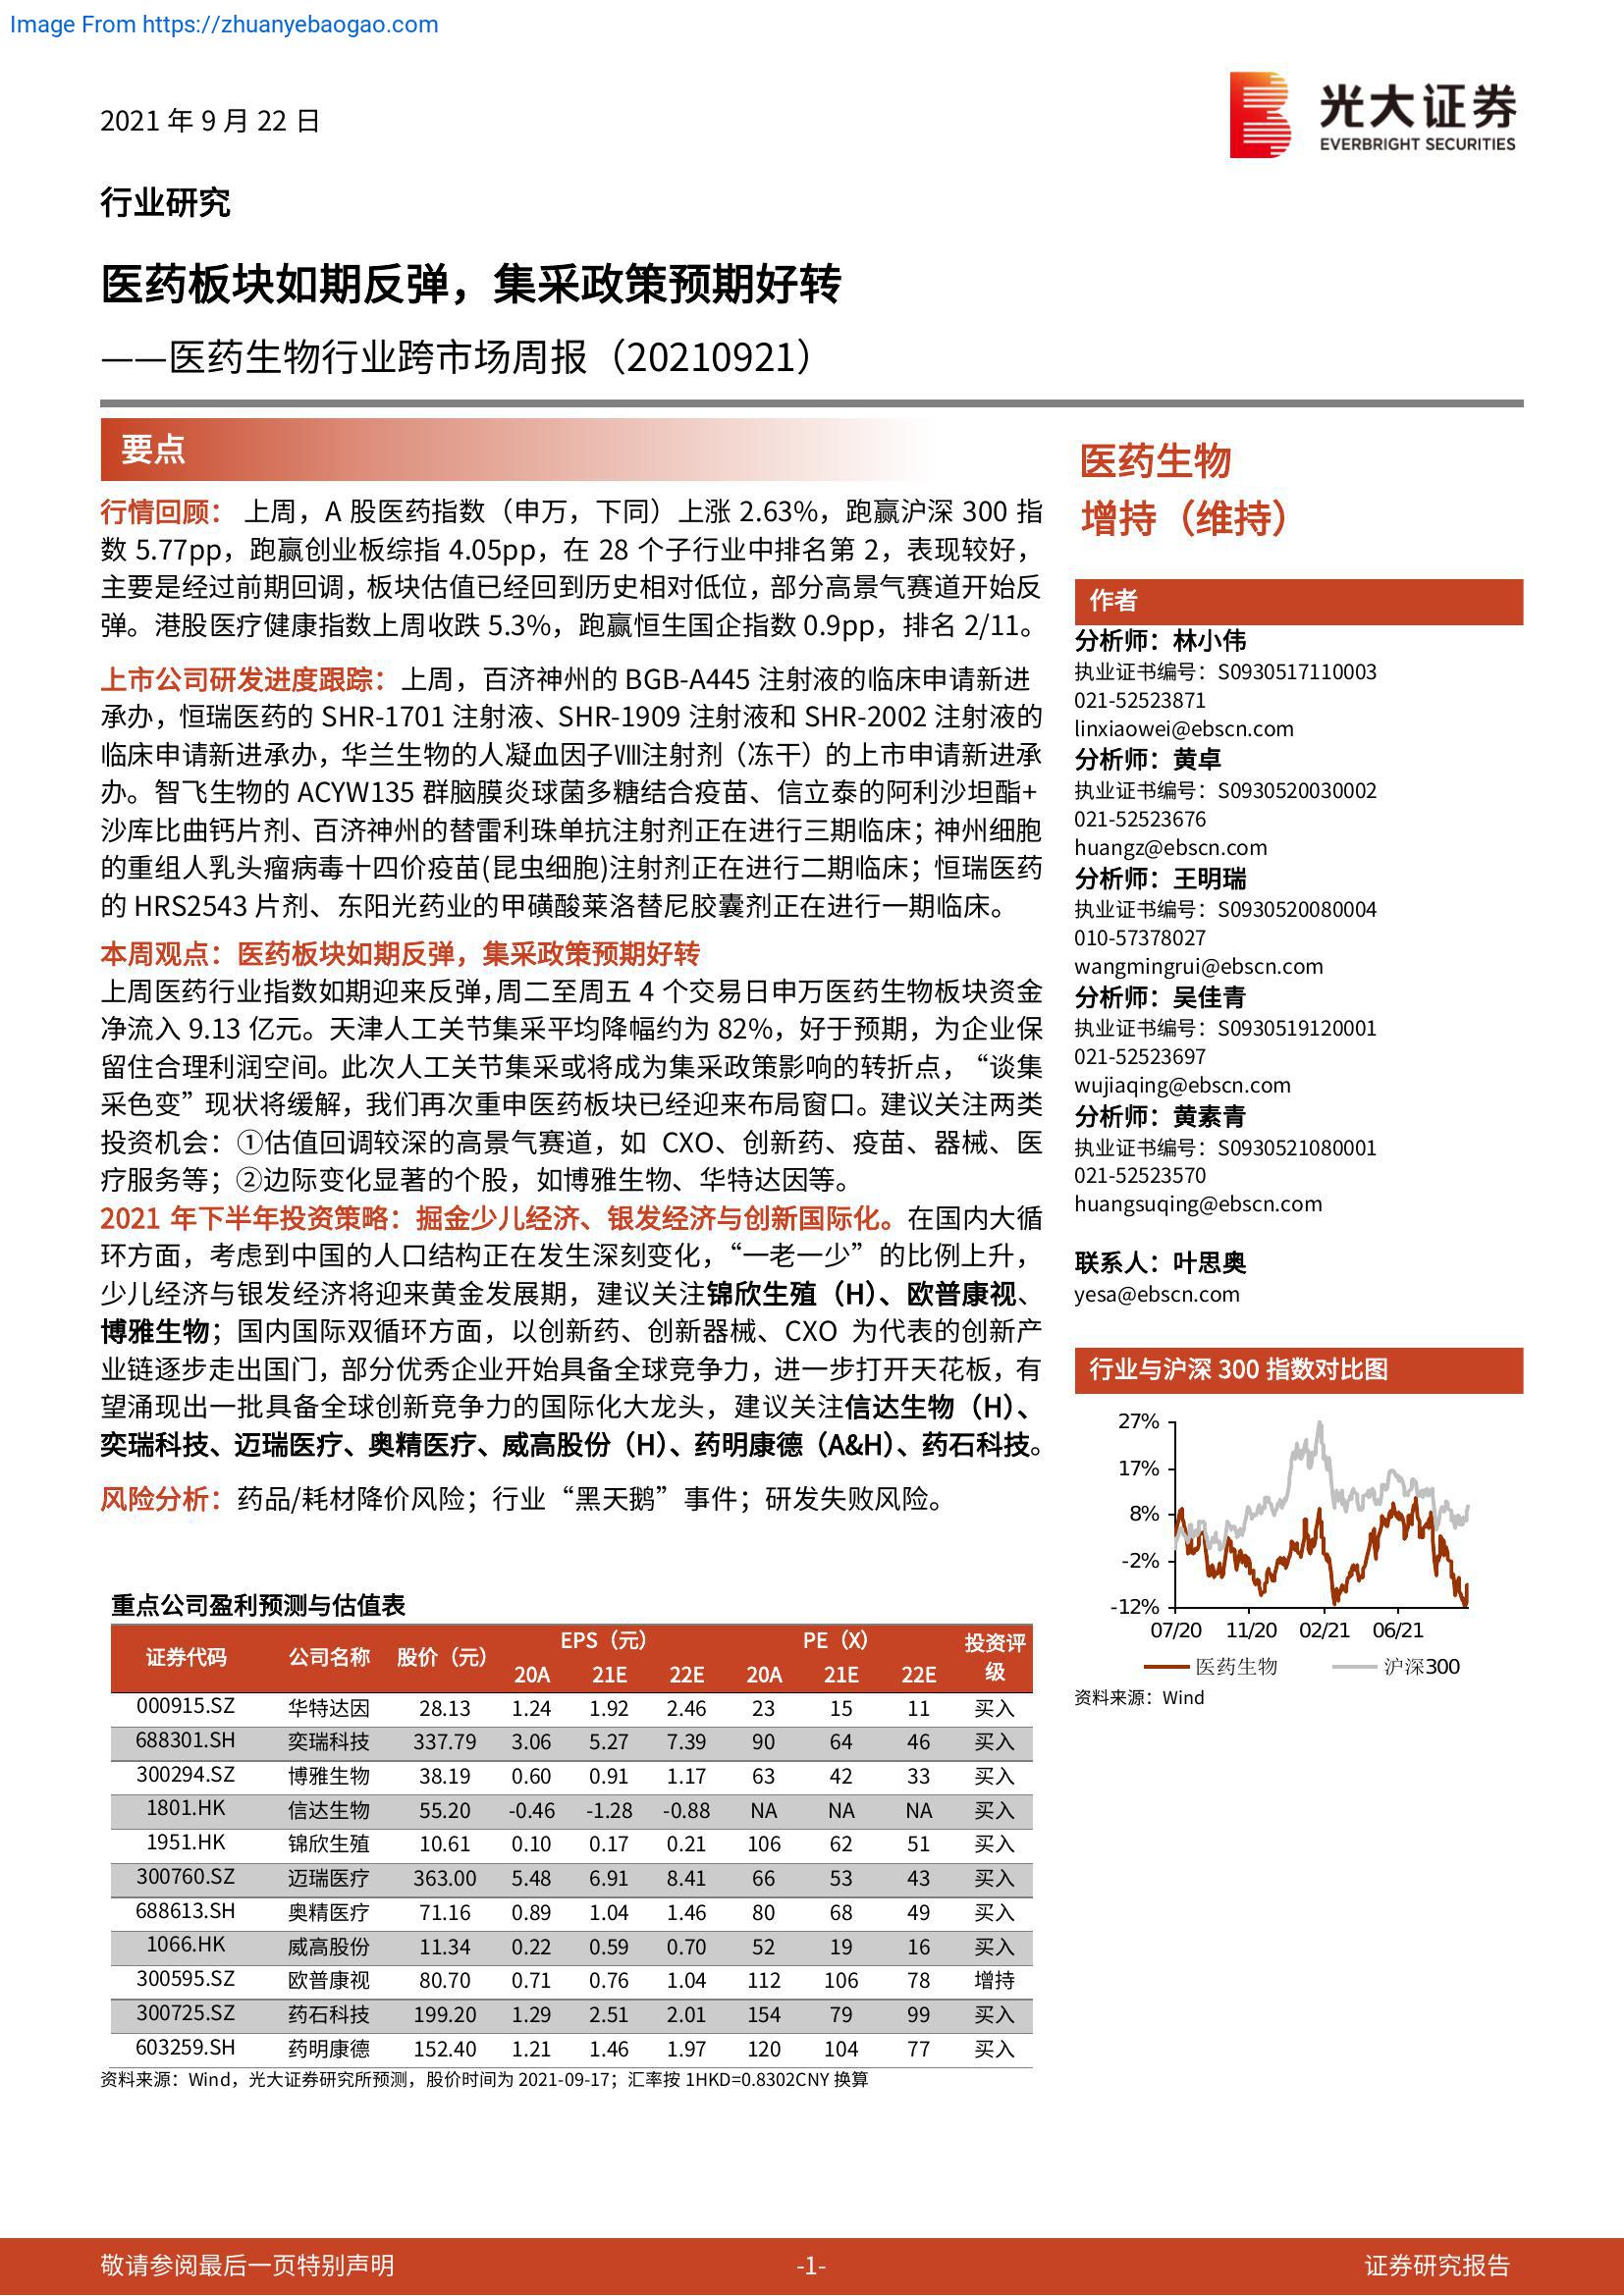 Image From https://zhuanyebaogao.com
2021 年 9 月 22 日
光大证券
EVERBRIGHT SECURITIES
行业研究
医药板块如期反弹，集采政策预期好转
——医药生物行业跨市场周报（20210921）
要点
行情回顾： 上周，A 股医药指数（申万，下同）上涨 2.63%，跑赢沪深 300 指
数 5.77pp，跑赢创业板综指 4.05pp，在 28 个子行业中排名第 2，表现较好，
主要是经过前期回调，板块估值已经回到历史相对低位，部分高景气赛道开始反
弹。港股医疗健康指数上周收跌 5.3%，跑赢恒生国企指数 0.9pp，排名 2/11。
上市公司研发进度跟踪：上周，百济神州的 BGB-A445 注射液的临床申请新进
承办，恒瑞医药的 SHR-1701 注射液、SHR-1909 注射液和 SHR-2002 注射液的
临床申请新进承办，华兰生物的人凝血因子Ⅷ注射剂（冻干）的上市申请新进承
办。智飞生物的 ACYW135 群脑膜炎球菌多糖结合疫苗、信立泰的阿利沙坦酯+
沙库比曲钙片剂、百济神州的替雷利珠单抗注射剂正在进行三期临床；神州细胞
的重组人乳头瘤病毒十四价疫苗(昆虫细胞)注射剂正在进行二期临床；恒瑞医药
的 HRS2543 片剂、东阳光药业的甲磺酸莱洛替尼胶囊剂正在进行一期临床。
本周观点：医药板块如期反弹，集采政策预期好转
上周医药行业指数如期迎来反弹，周二至周五 4 个交易日申万医药生物板块资金
净流入 9.13 亿元。天津人工关节集采平均降幅约为 82%，好于预期，为企业保
留住合理利润空间。此次人工关节集采或将成为集采政策影响的转折点，“谈集
采色变”现状将缓解，我们再次重申医药板块已经迎来布局窗口。建议关注两类
投资机会：①估值回调较深的高景气赛道，如 CXO、创新药、疫苗、器械、医
疗服务等；②边际变化显著的个股，如博雅生物、华特达因等。
2021 年下半年投资策略：掘金少儿经济、银发经济与创新国际化。在国内大循
环方面，考虑到中国的人口结构正在发生深刻变化，“一老一少”的比例上升，
少儿经济与银发经济将迎来黄金发展期，建议关注锦欣生殖（H）、欧普康视、
博雅生物；国内国际双循环方面，以创新药、创新器械、CXO 为代表的创新产
业链逐步走出国门，部分优秀企业开始具备全球竞争力，进一步打开天花板，有
望涌现出一批具备全球创新竞争力的国际化大龙头，建议关注信达生物（H）、
奕瑞科技、迈瑞医疗、奥精医疗、威高股份（H）、药明康德（A&H）、药石科技。
风险分析：药品/耗材降价风险；行业“黑天鹅”事件；研发失败风险。
重点公司盈利预测与估值表
证券代码 公司名称 股价（元） EPS（元） PE（X） 投资评级
20A 21E 22E 20A 21E 22E
000915.SZ 华特达因 28.13 1.24 1.92 2.46 23 15 11 买入
688301.SH 奕瑞科技 337.79 3.06 5.27 7.39 90 64 46 买入
300294.SZ 博雅生物 38.19 0.60 0.91 1.17 63 42 33 买入
1801.HK 信达生物 55.20 -0.46 -1.28 -0.88 NA NA NA 买入
1951.HK 锦欣生殖 10.61 0.10 0.17 0.21 106 62 51 买入
300760.SZ 迈瑞医疗 363.00 5.48 6.91 8.41 66 53 43 买入
688613.SH 奥精医疗 71.16 0.89 1.04 1.46 80 68 49 买入
1066.HK 威高股份 11.34 0.22 0.59 0.70 52 19 16 买入
300595.SZ 欧普康视 80.70 0.71 0.76 1.04 112 106 78 增持
300725.SZ 药石科技 199.20 1.29 2.51 2.01 154 79 99 买入
603259.SH 药明康德 152.40 1.21 1.46 1.97 120 104 77 买入
资料来源：Wind，光大证券研究所预测，股价时间为 2021-09-17；汇率按 1HKD=0.8302CNY 换算
医药生物
增持（维持）
作者
分析师：林小伟
执业证书编号：S0930517110003
021-52523871
linxiaowei@ebscn.com
分析师：黄卓
执业证书编号：S0930520030002
021-52523676
huangz@ebscn.com
分析师：王明瑞
执业证书编号：S0930520080004
010-57378027
wangmingrui@ebscn.com
分析师：吴佳青
执业证书编号：S0930519120001
021-52523697
wujiaqing@ebscn.com
分析师：黄素青
执业证书编号：S0930521080001
021-52523570
huangsuqing@ebscn.com
联系人：叶思奥
yesa@ebscn.com
行业与沪深 300 指数对比图
27%
17%
8%
-2%
-12%
07/20 11/20 02/21 06/21
医药生物 沪深300
资料来源：Wind
敬请参阅最后一页特别声明 -1- 证券研究报告